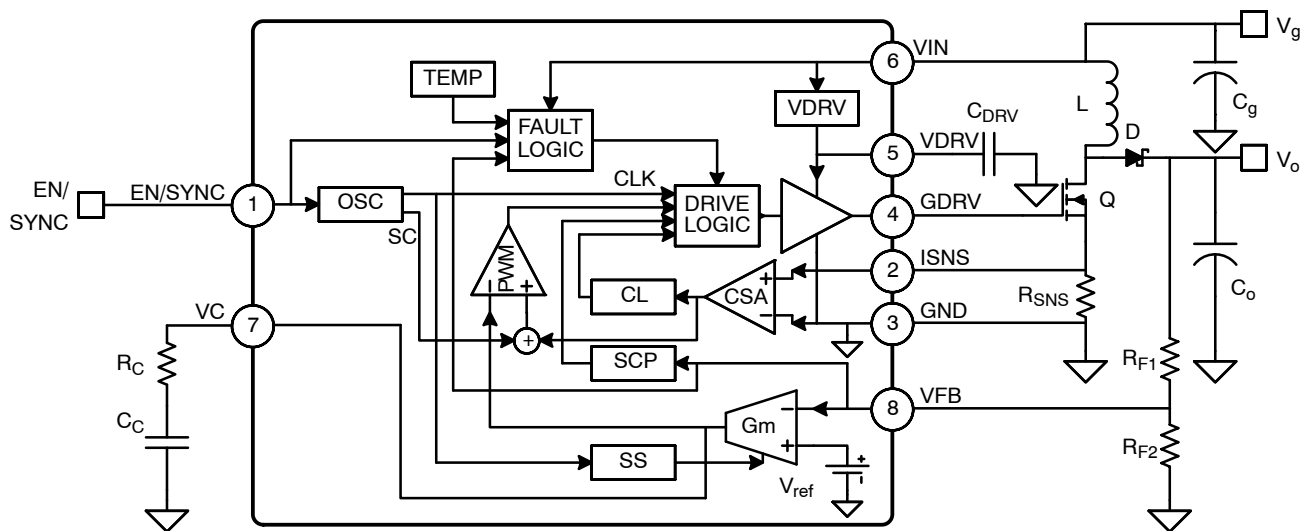 VIN
6
Vg
TEMP
FAULT
LOGIC
VDRV
L
Cg
CDRV
VDRV
5
D
Vo
EN/
SYNC
EN/SYNC
1
OSC
CLK
SC
DRIVE
LOGIC
4
GDRV
Q
PWM
− +
CL
CSA
+
−
2
ISNS
RSNS
Co
3
GND
VC
7
+
RC
SCP
RF1
CC
Gm
−
+
8
VFB
SS
Vref
+
−
RF2